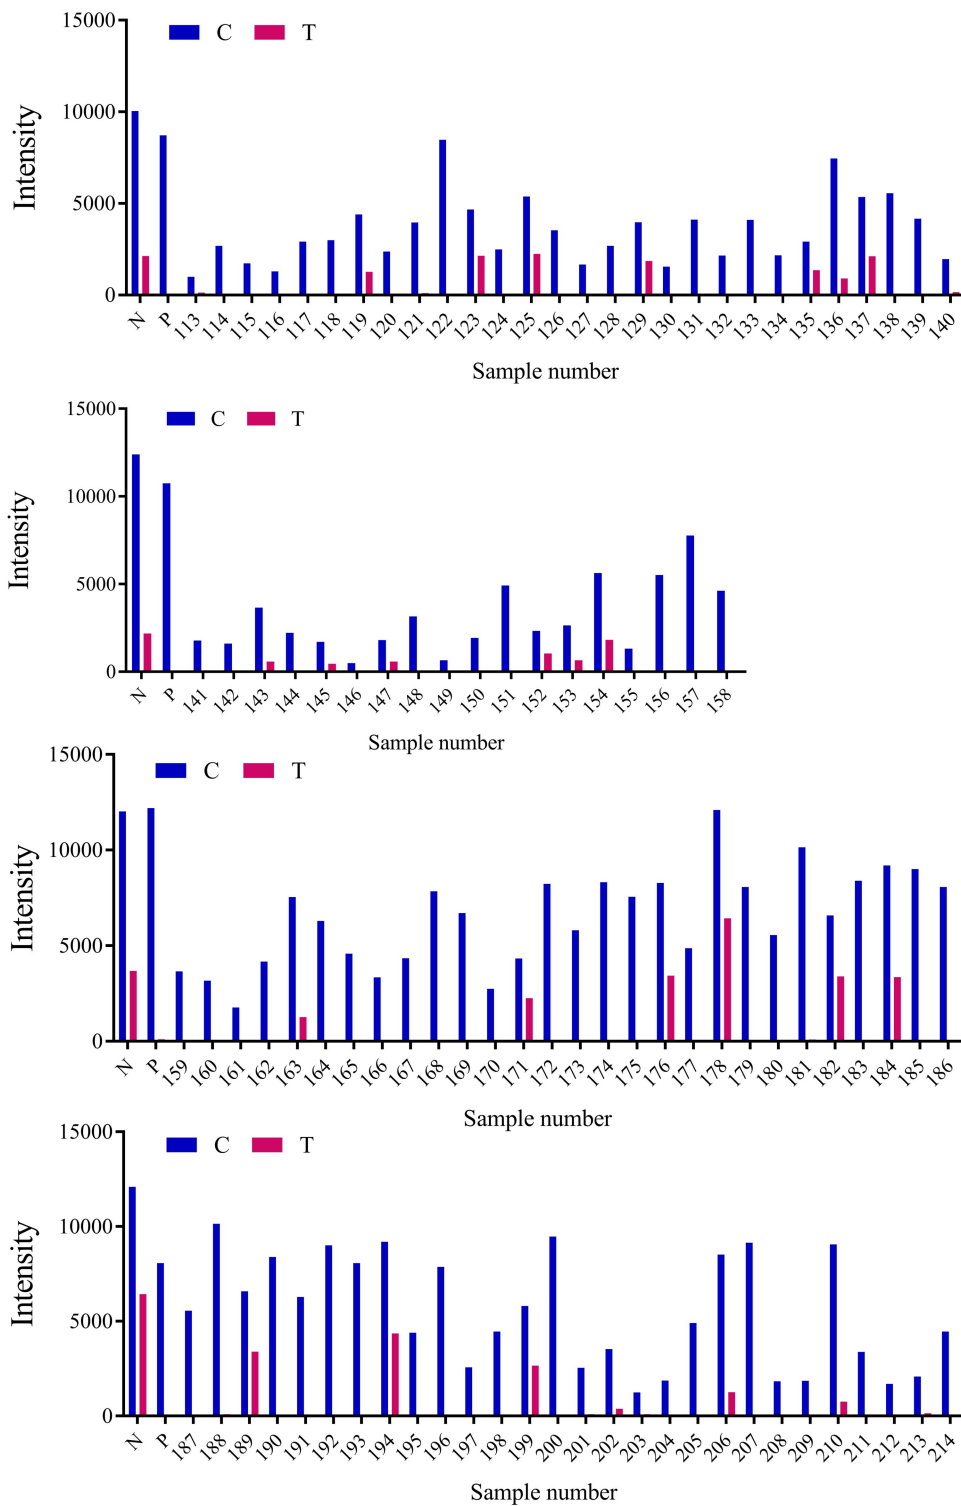 15000
C T
10000
5000
0
Intensity
N P 113 114 115 116 117 118 119 120 121 122 123 124 125 126 127 128 129 130 131 132 133 134 135 136 137 138 139 140
Sample number
15000
C T
10000
5000
0
Intensity
N P 141 142 143 144 145 146 147 148 149 150 151 152 153 154 155 156 157 158
Sample number
15000
C T
10000
5000
0
Intensity
N P 159 160 161 162 163 164 165 166 167 168 169 170 171 172 173 174 175 176 177 178 179 180 181 182 183 184 185 186
Sample number
15000
C T
10000
5000
0
Intensity
N P 187 188 189 190 191 192 193 194 195 196 197 198 199 200 201 202 203 204 205 206 207 208 209 210 211 212 213 214
Sample number